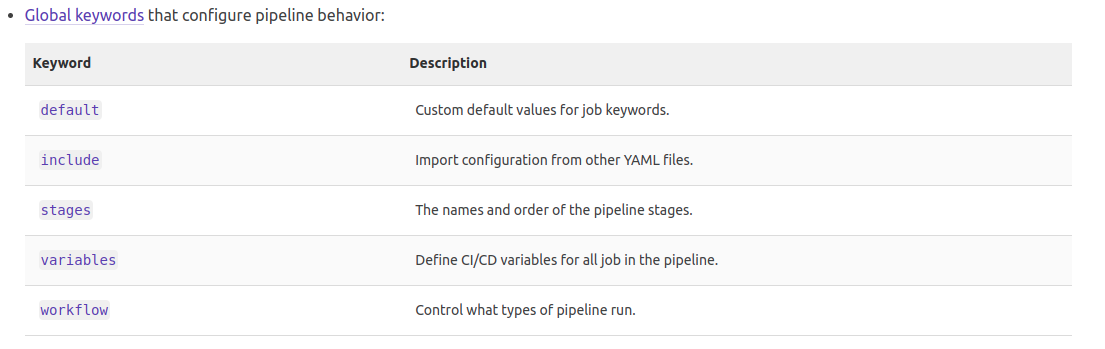 Global keywords that configure pipeline behavior:
Keyword Description
default Custom default values for job keywords.
include Import configuration from other YAML files.
stages The names and order of the pipeline stages.
variables Define CI/CD variables for all job in the pipeline.
workflow Control what types of pipeline run.